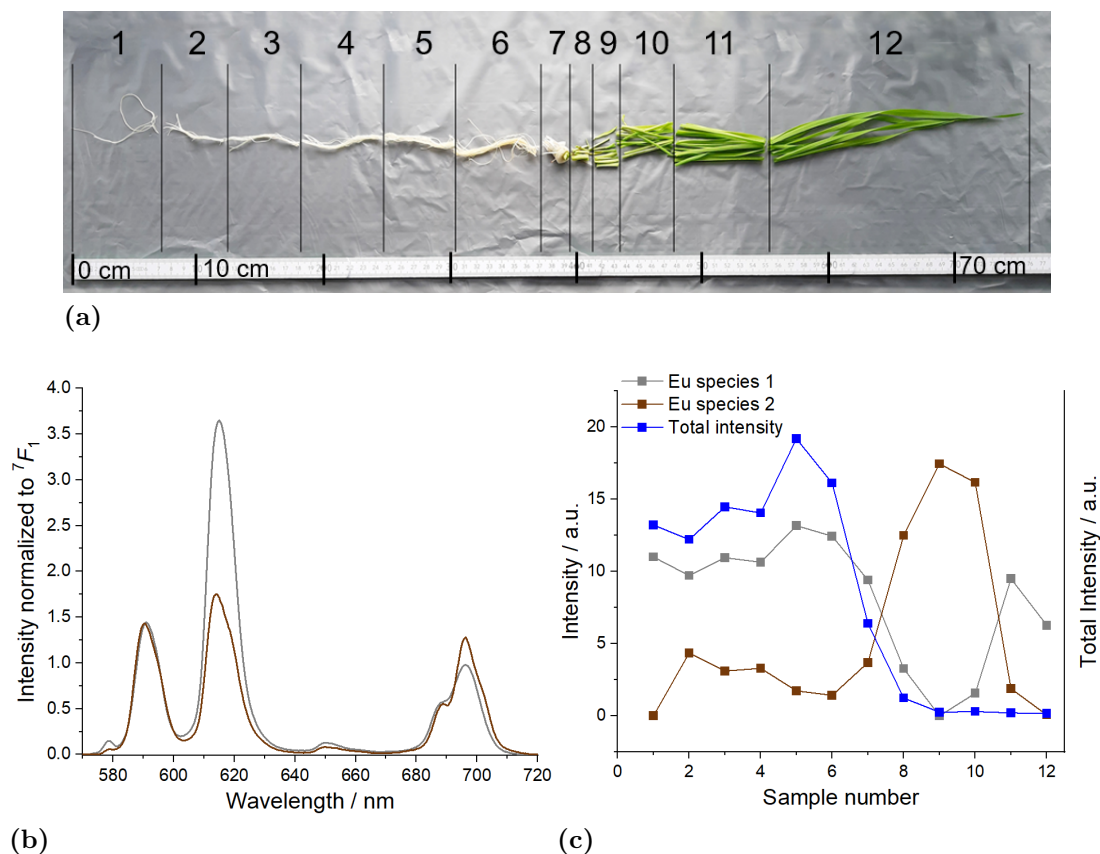 1 2 3 4 5 6 7 8 9 10 11 12
0 cm 10 cm 70 cm
(a)
Intensity normalized to ⁷F₁
4.0
3.5
3.0
2.5
2.0
1.5
1.0
0.5
0.0
580 600 620 640 660 680 700 720
Wavelength / nm
(b)
Eu species 1
Eu species 2
Total intensity
Intensity / a.u.
20
15
10
5
0
0 2 4 6 8 10 12
Sample number
Total Intensity / a.u.
(c)